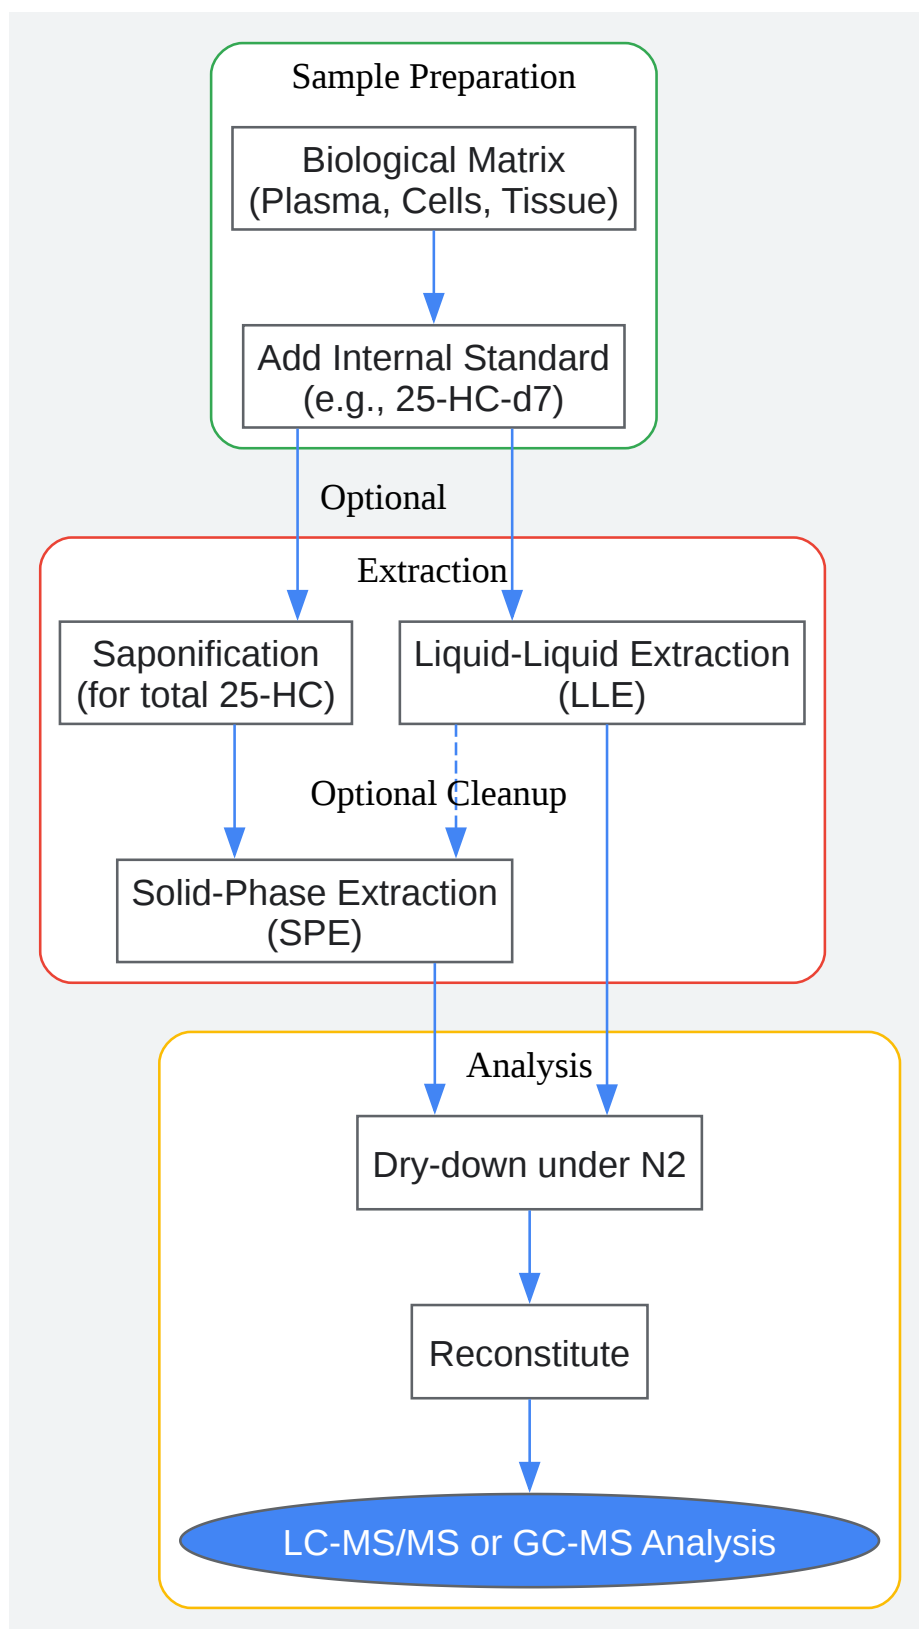 Sample Preparation
Biological Matrix
(Plasma, Cells, Tissue)
Add Internal Standard
(e.g., 25-HC-d7)
Optional
Extraction
Saponification
(for total 25-HC)
Liquid-Liquid Extraction
(LLE)
Optional Cleanup
Solid-Phase Extraction
(SPE)
Analysis
Dry-down under N2
Reconstitute
LC-MS/MS or GC-MS Analysis